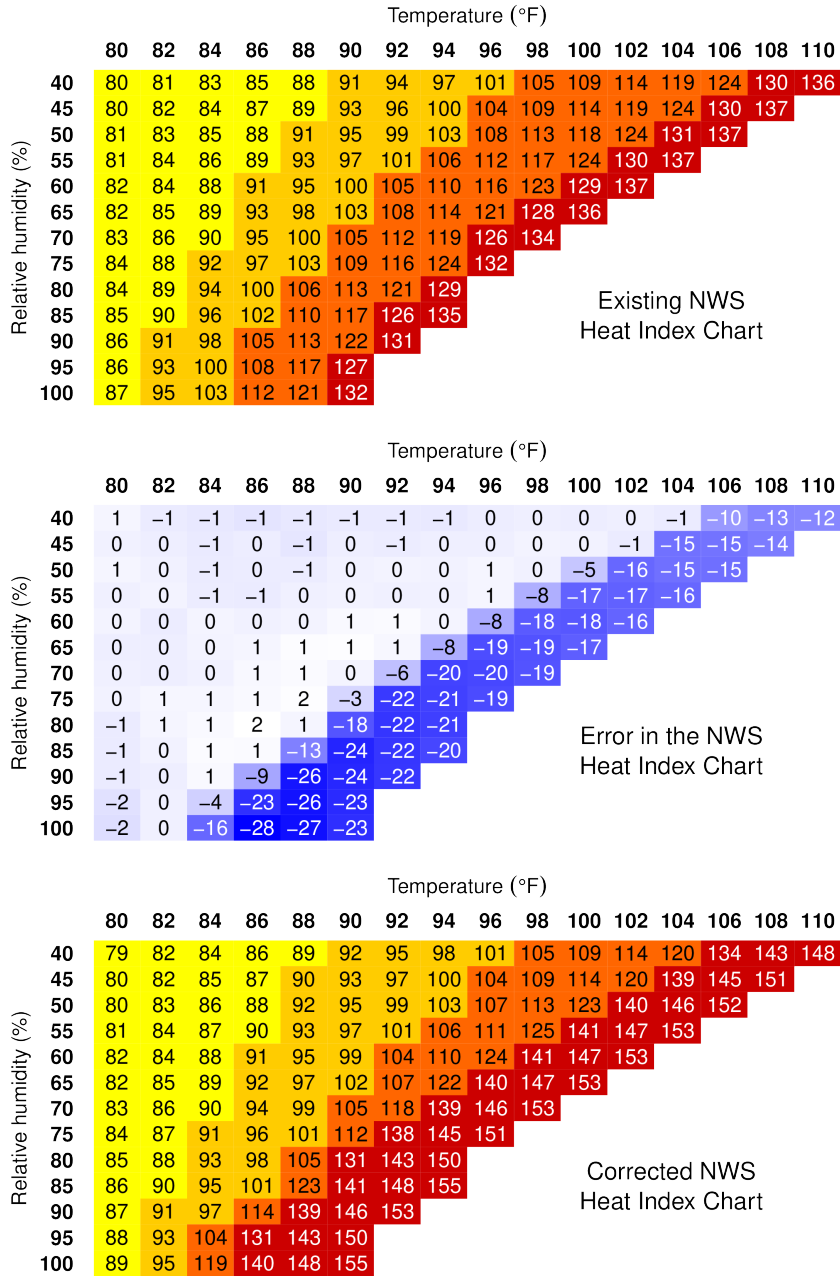 Temperature (°F)
80 82 84 86 88 90 92 94 96 98 100 102 104 106 108 110
Relative humidity (%)
40 80 81 83 85 88 91 94 97 101 105 109 114 119 124 130 136
45 80 82 84 87 89 93 96 100 104 109 114 119 124 130 137
50 81 83 85 88 91 95 99 103 108 113 118 124 131 137
55 81 84 86 89 93 97 101 106 112 117 124 130 137
60 82 84 88 91 95 100 105 110 116 123 129 137
65 82 85 89 93 98 103 108 114 121 128 136
70 83 86 90 95 100 105 112 119 126 134
75 84 88 92 97 103 109 116 124 132
80 84 89 94 100 106 113 121 129
85 85 90 96 102 110 117 126 135
90 86 91 98 105 113 122 131
95 86 93 100 108 117 127
100 87 95 103 112 121 132
Existing NWS
Heat Index Chart
Temperature (°F)
80 82 84 86 88 90 92 94 96 98 100 102 104 106 108 110
Relative humidity (%)
40 1 −1 −1 −1 −1 −1 −1 −1 0 0 0 0 −1 −10 −13 −12
45 0 0 −1 0 −1 0 −1 0 0 0 0 −1 −15 −15 −14
50 1 0 −1 0 −1 0 0 0 1 0 −5 −16 −15 −15
55 0 0 −1 −1 0 0 0 0 1 −8 −17 −17 −16
60 0 0 0 0 0 1 1 0 −8 −18 −18 −16
65 0 0 0 1 1 1 1 −8 −19 −19 −17
70 0 0 0 1 1 0 −6 −20 −20 −19
75 0 1 1 1 2 −3 −22 −21 −19
80 −1 1 1 2 1 −18 −22 −21
85 −1 0 1 1 −13 −24 −22 −20
90 −1 0 1 −9 −26 −24 −22
95 −2 0 −4 −23 −26 −23
100 −2 0 −16 −28 −27 −23
Error in the NWS
Heat Index Chart
Temperature (°F)
80 82 84 86 88 90 92 94 96 98 100 102 104 106 108 110
Relative humidity (%)
40 79 82 84 86 89 92 95 98 101 105 109 114 120 134 143 148
45 80 82 85 87 90 93 97 100 104 109 114 120 139 145 151
50 80 83 86 88 92 95 99 103 107 113 123 140 146 152
55 81 84 87 90 93 97 101 106 111 125 141 147 153
60 82 84 88 91 95 99 104 110 124 141 147 153
65 82 85 89 92 97 102 107 122 140 147 153
70 83 86 90 94 99 105 118 139 146 153
75 84 87 91 96 101 112 138 145 151
80 85 88 93 98 105 131 143 150
85 86 90 95 101 123 141 148 155
90 87 91 97 114 139 146 153
95 88 93 104 131 143 150
100 89 95 119 140 148 155
Corrected NWS
Heat Index Chart